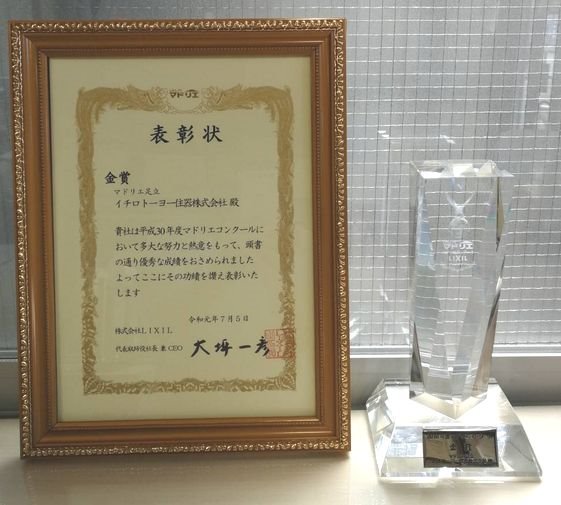 マドリエ
表彰状
金賞
マドリエ足立
イチロトーヨー住器株式会社 殿
貴社は平成30年度マドリエコンクールに
おいて多大な努力と熱意をもって、頭書
の通り優秀な成績をおさめられました
よってここにその功績を讃え表彰いた
します
令和元年7月5日
株式会社LIXIL
代表取締役社長 兼 CEO 大坪一彦
マドリエ
LIXIL
金賞